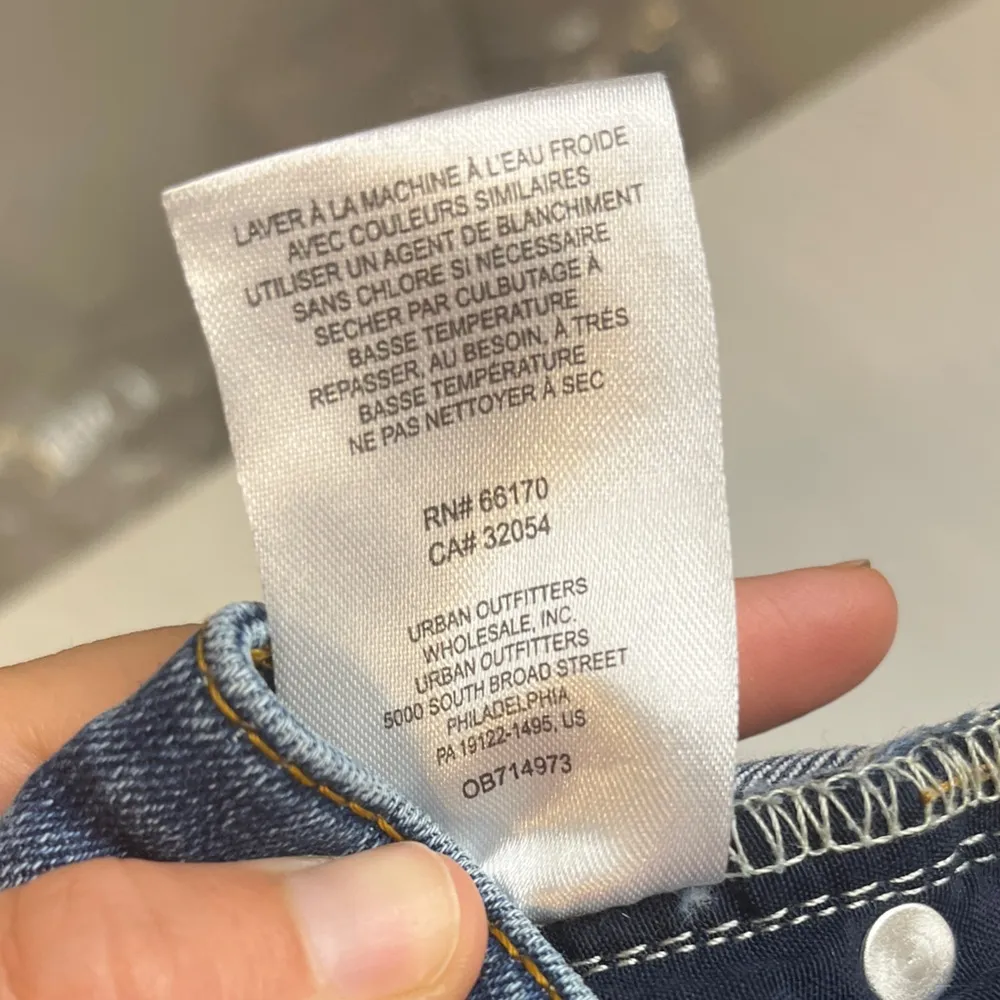 LAVER À LA MACHINE À L'EAU FROIDE
AVEC COULEURS SIMILAIRES
UTILISER UN AGENT DE BLANCHIMENT
SANS CHLORE SI NÉCESSAIRE
SECHER PAR CULBUTAGE À
BASSE TEMPERATURE
REPASSER, AU BESOIN, À TRÉS
BASSE TEMPÉRATURE
NE PAS NETTOYER À SEC
RN# 66170
CA# 32054
URBAN OUTFITTERS
WHOLESALE, INC.
URBAN OUTFITTERS
5000 SOUTH BROAD STREET
PHILADELPHIA
PA 19122-1495, US
OB714973